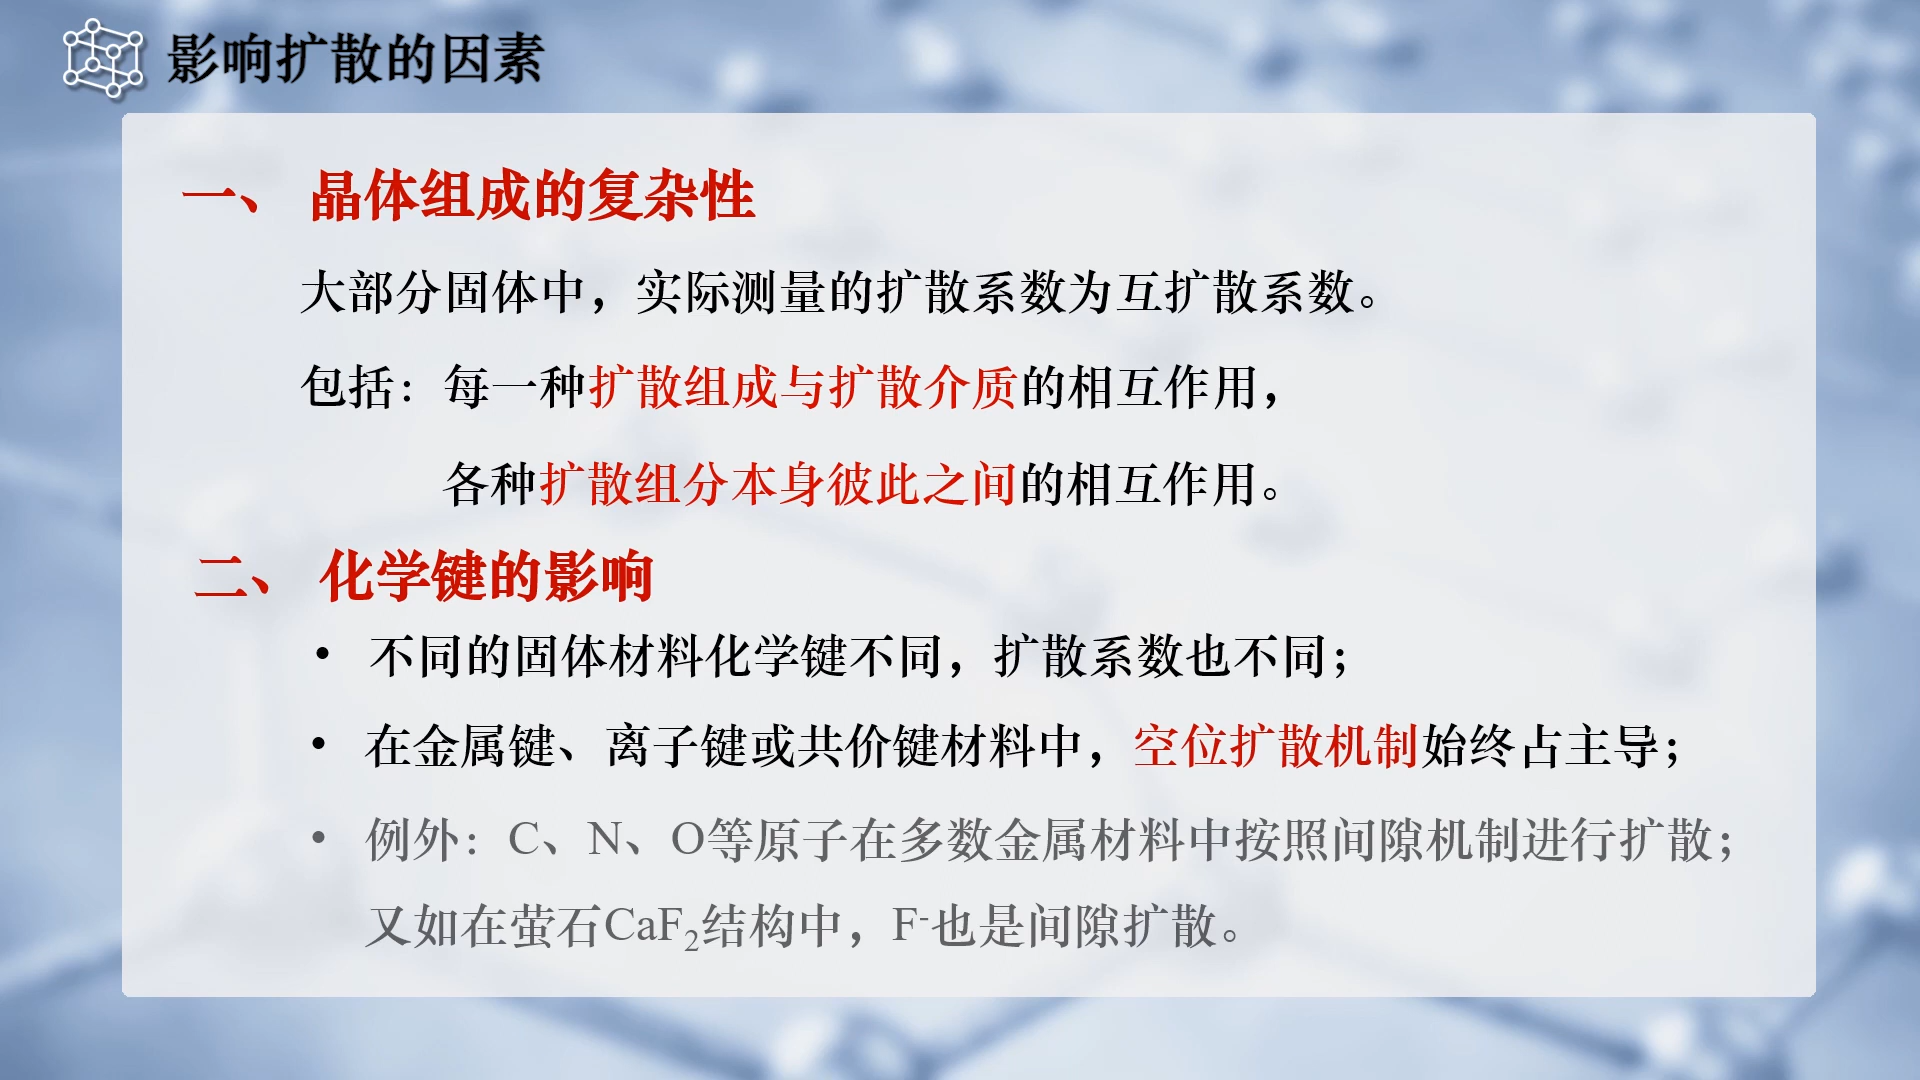 影响扩散的因素
一、 晶体组成的复杂性
大部分固体中，实际测量的扩散系数为互扩散系数。
包括：每一种扩散组成与扩散介质的相互作用，
各种扩散组分本身彼此之间的相互作用。
二、 化学键的影响
• 不同的固体材料化学键不同，扩散系数也不同；
• 在金属键、离子键或共价键材料中，空位扩散机制始终占主导；
• 例外：C、N、O等原子在多数金属材料中按照间隙机制进行扩散；
又如在萤石CaF₂结构中，F⁻也是间隙扩散。